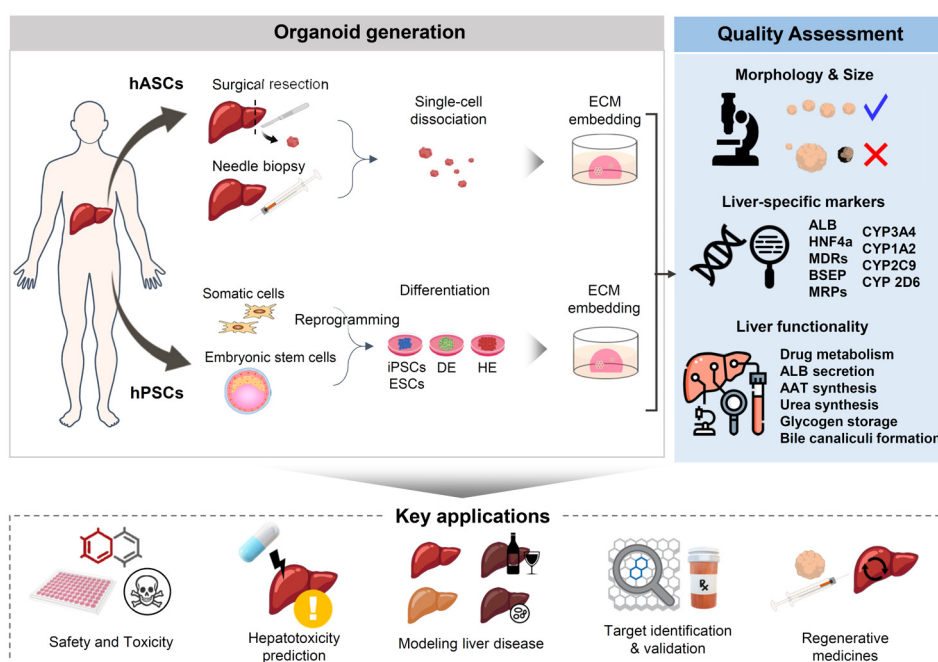 Organoid generation
hASCs
Surgical resection
Needle biopsy
Single-cell
dissociation
ECM
embedding
hPSCs
Somatic cells
Reprogramming
Embryonic stem cells
Differentiation
iPSCs
ESCs
DE
HE
ECM
embedding
Quality Assessment
Morphology & Size
Liver-specific markers
ALB
HNF4a
MDRs
BSEP
MRPs
CYP3A4
CYP1A2
CYP2C9
CYP 2D6
Liver functionality
Drug metabolism
ALB secretion
AAT synthesis
Urea synthesis
Glycogen storage
Bile canaliculi formation
Key applications
Safety and Toxicity
Hepatotoxicity
prediction
Modeling liver disease
Rx
Target identification
& validation
Regenerative
medicines